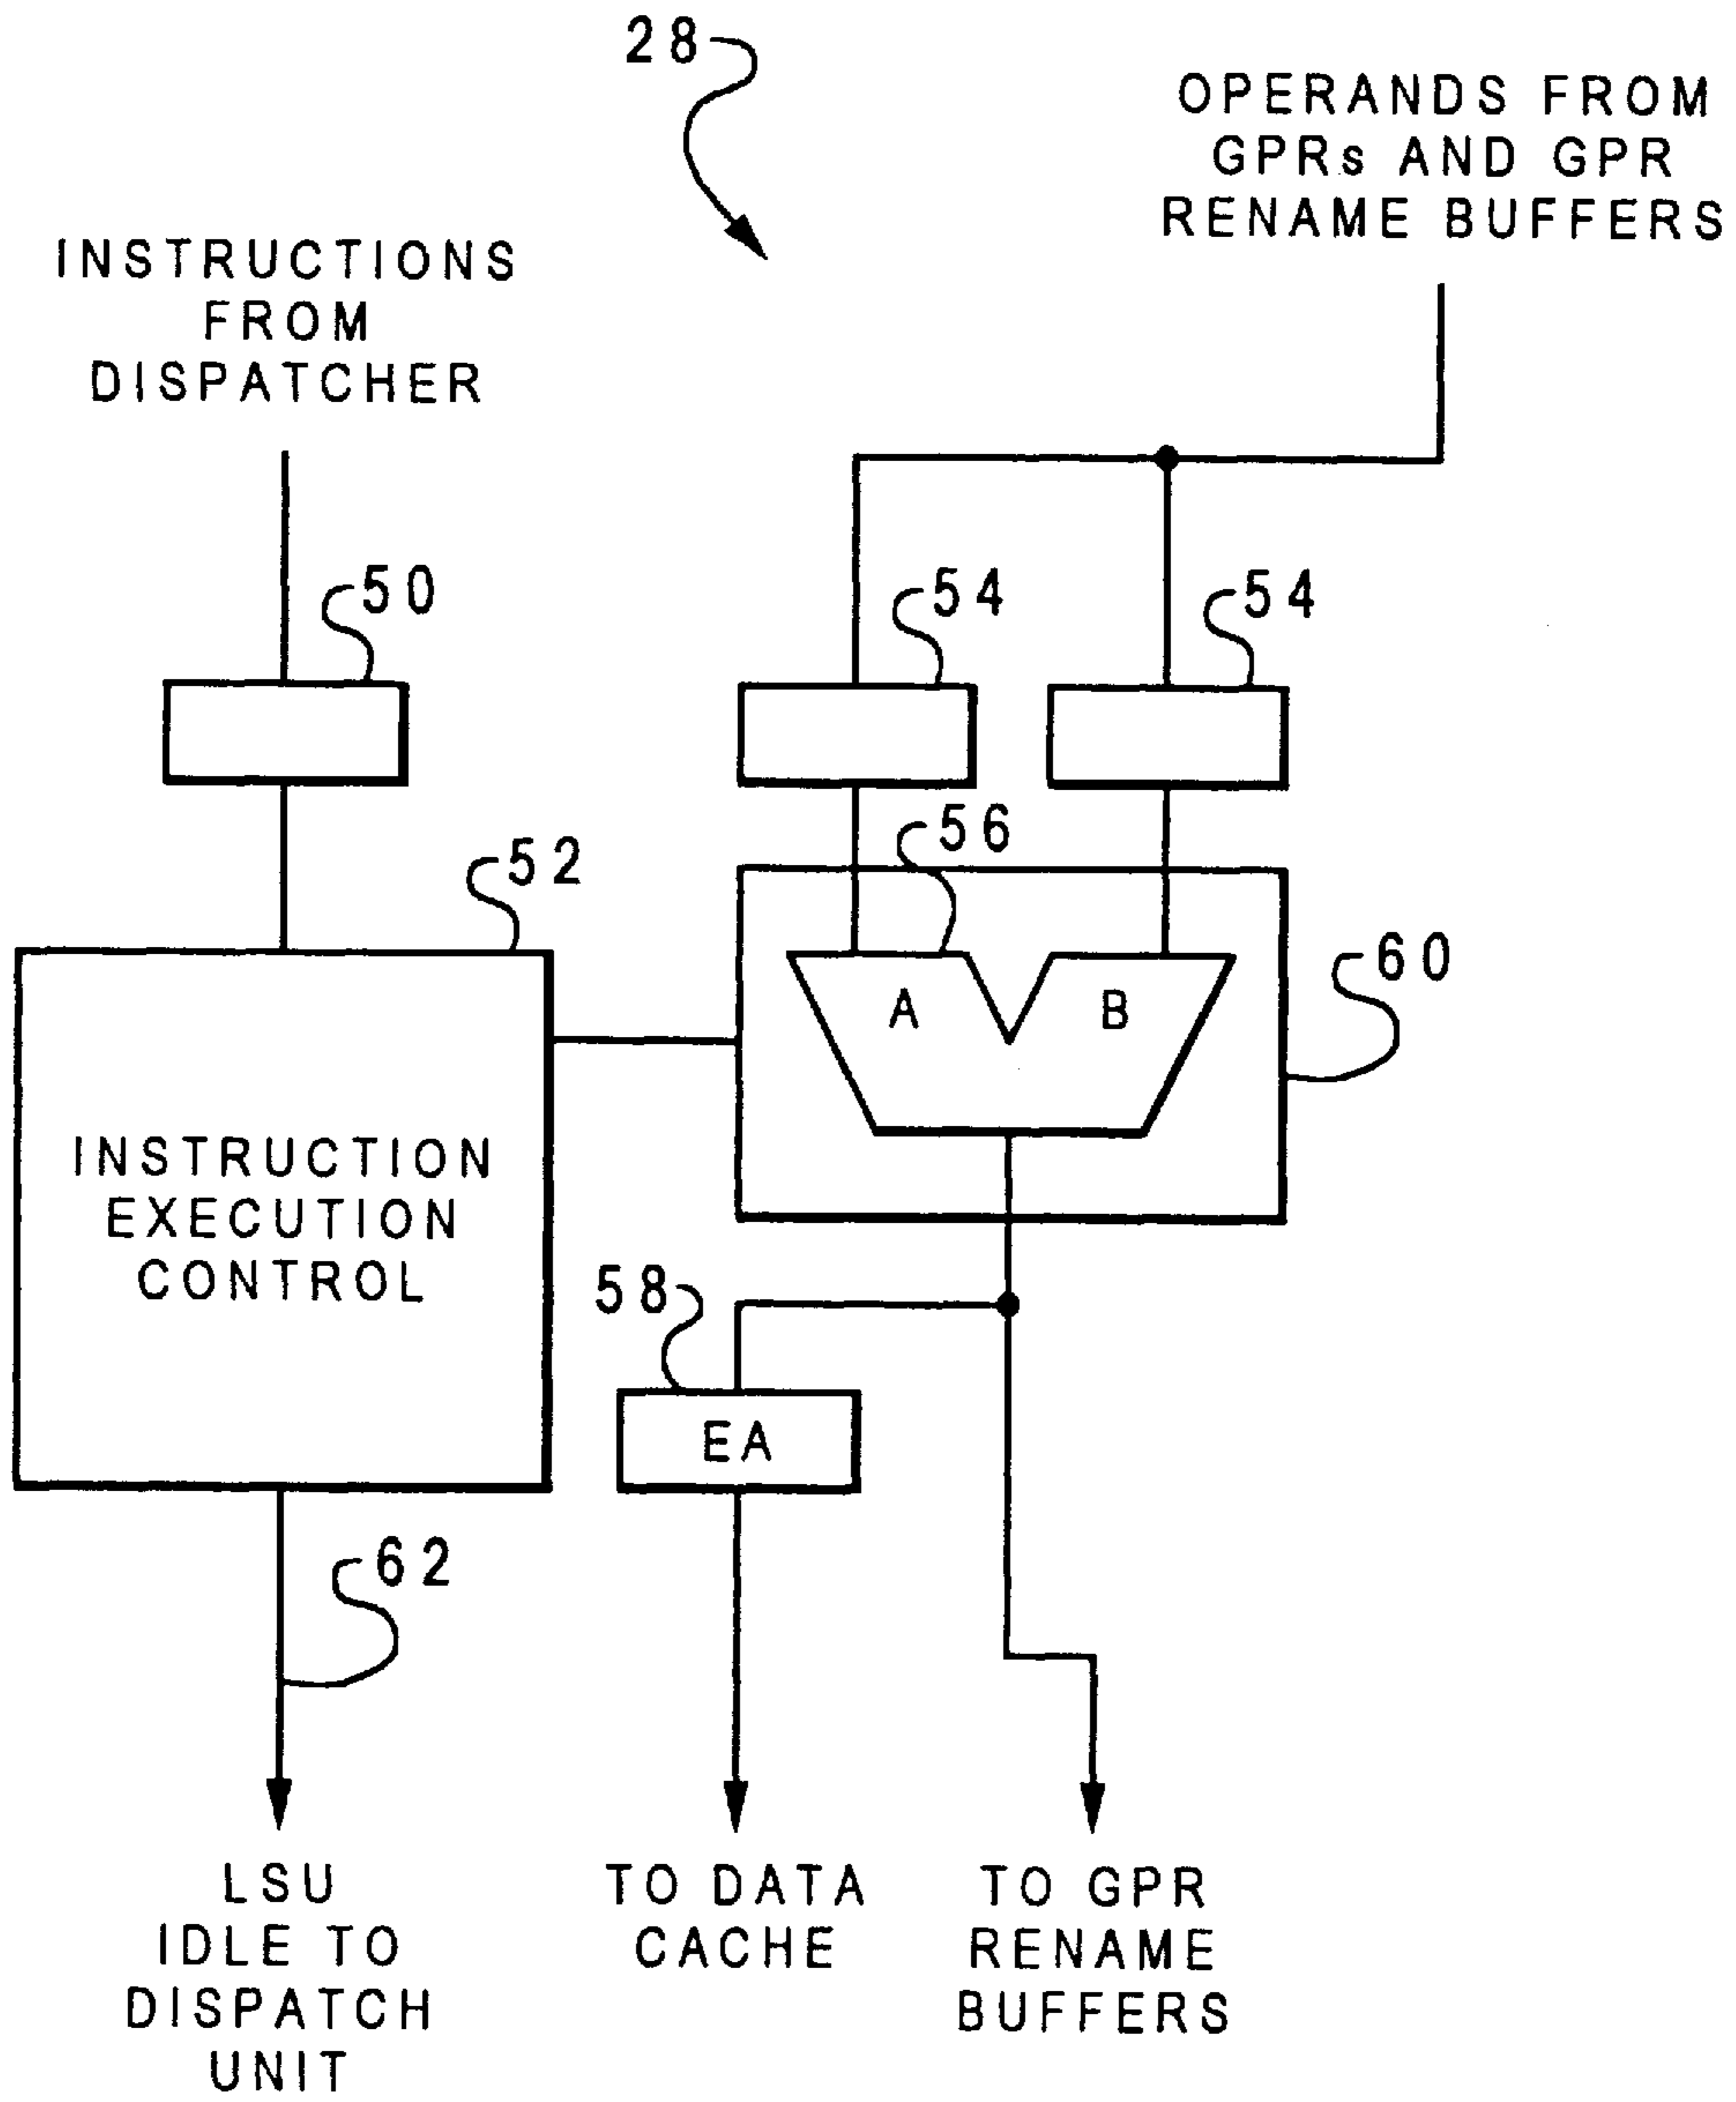 28
OPERANDS FROM
GPRs AND GPR
RENAME BUFFERS
INSTRUCTIONS
FROM
DISPATCHER
50
54
54
56
52
60
A
B
INSTRUCTION
EXECUTION
CONTROL
58
EA
62
LSU
IDLE TO
DISPATCH
UNIT
TO DATA
CACHE
TO GPR
RENAME
BUFFERS